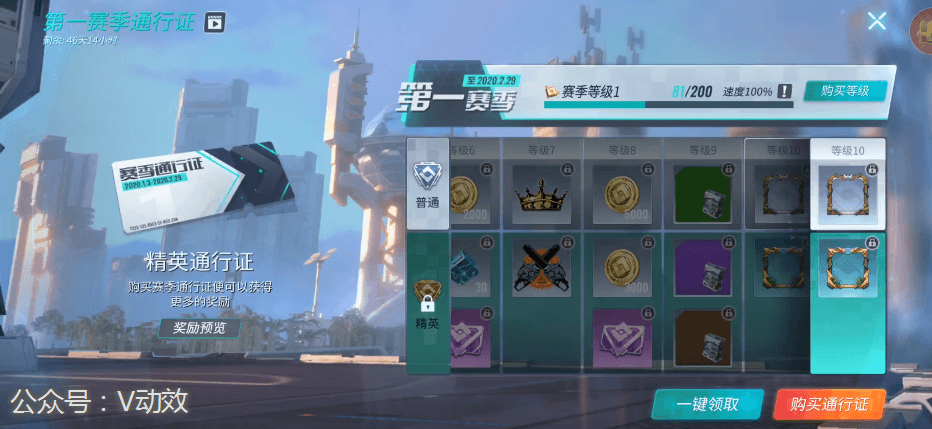 第一赛季通行证
剩余: 46天14小时
至 2020.2.29
第一赛季
赛季等级1
81/200
速度100%
购买等级
等级6
等级7
等级8
等级9
等级10
等级10
普通
2000
6000
赛季通行证
2020.1.3-2020.2.29
精英通行证
购买赛季通行证便可以获得
更多的奖励
奖励预览
30
精英
公众号：V动效
一键领取
购买通行证